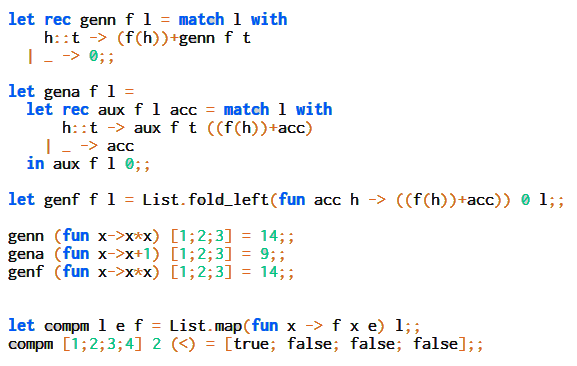 let rec genn f l = match l with
    h::t -> (f(h))+genn f t
  | _ -> 0;;
let gena f l =
  let rec aux f l acc = match l with
      h::t -> aux f t ((f(h))+acc)
    | _ -> acc
  in aux f l 0;;
let genf f l = List.fold_left(fun acc h -> ((f(h))+acc)) 0 l;;
genn (fun x->x*x) [1;2;3] = 14;;
gena (fun x->x+1) [1;2;3] = 9;;
genf (fun x->x*x) [1;2;3] = 14;;
let compm l e f = List.map(fun x -> f x e) l;;
compm [1;2;3;4] 2 (<) = [true; false; false; false];;